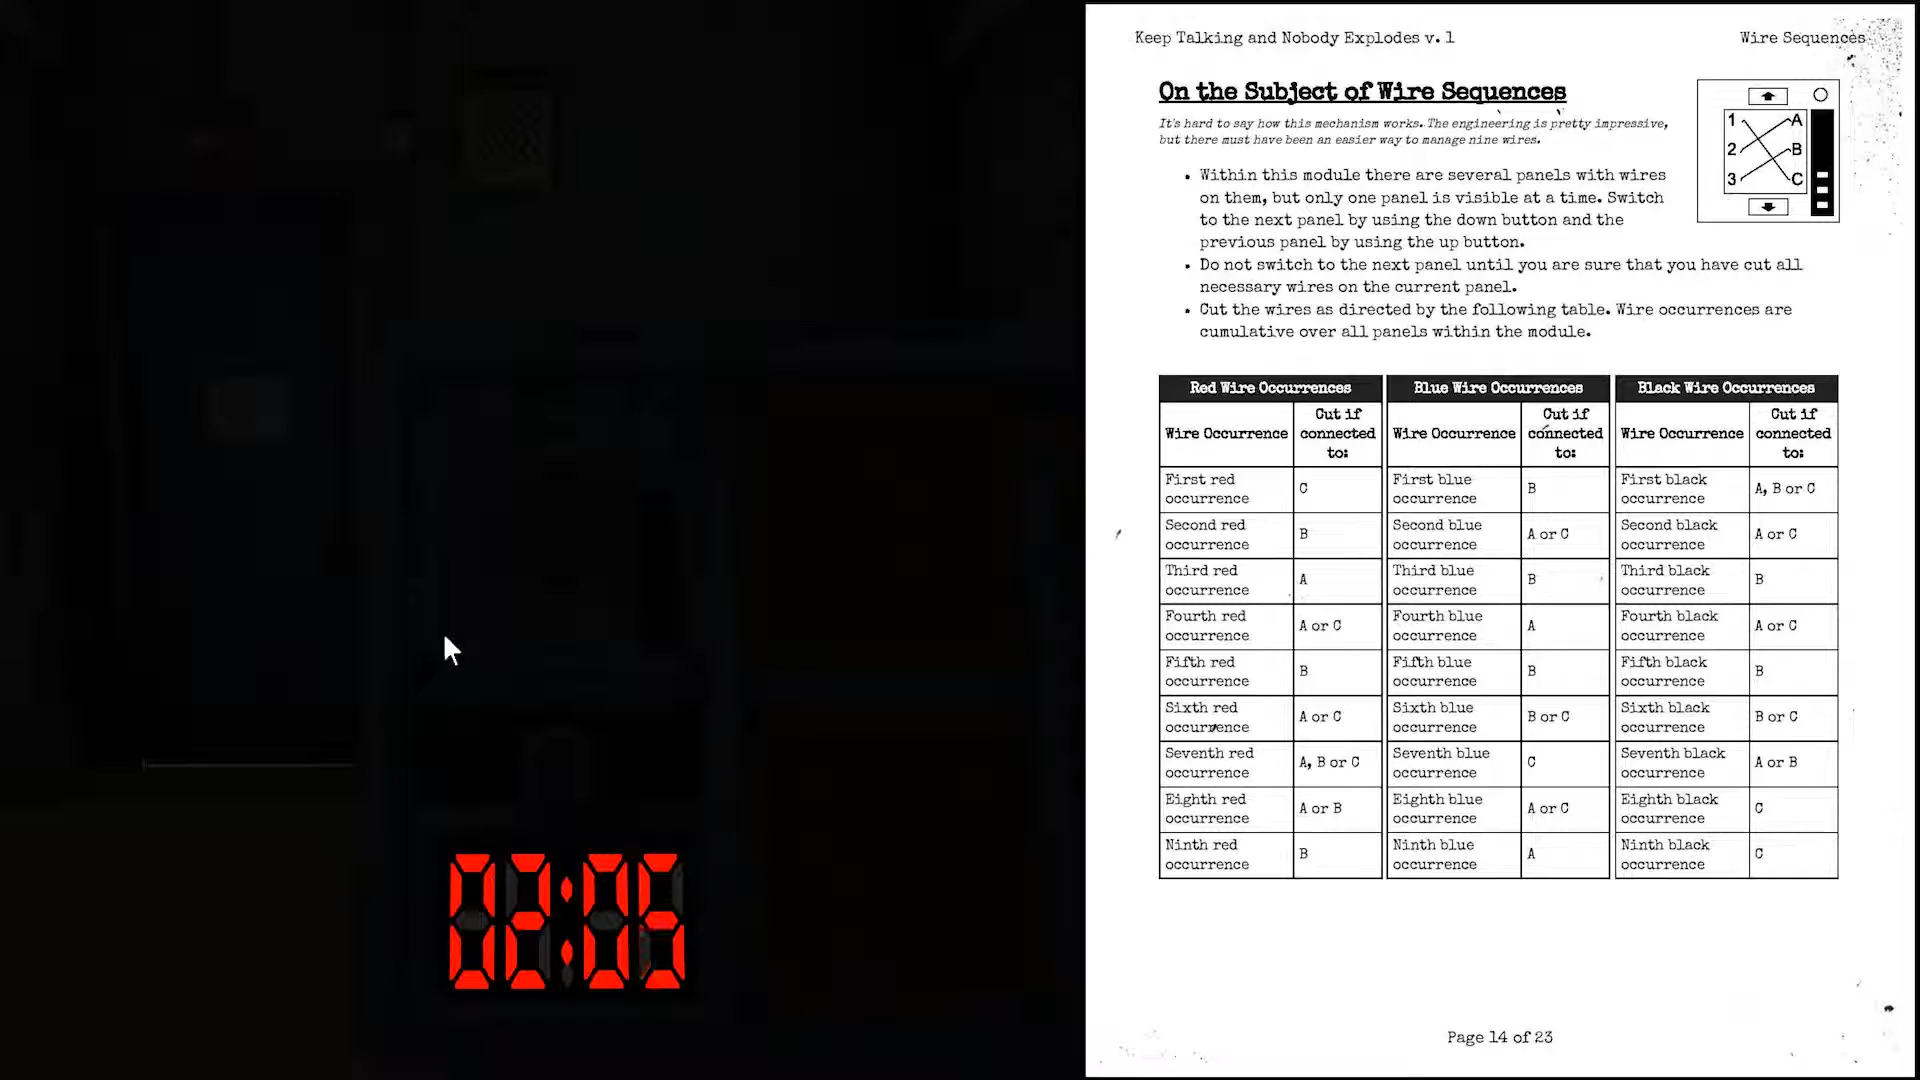 Keep Talking and Nobody Explodes v. 1
Wire Sequences
On the Subject of Wire Sequences
It's hard to say how this mechanism works. The engineering is pretty impressive,
but there must have been an easier way to manage nine wires.
1 A
2 B
3 C
• Within this module there are several panels with wires
on them, but only one panel is visible at a time. Switch
to the next panel by using the down button and the
previous panel by using the up button.
• Do not switch to the next panel until you are sure that you have cut all
necessary wires on the current panel.
• Cut the wires as directed by the following table. Wire occurrences are
cumulative over all panels within the module.
Red Wire Occurrences
Wire Occurrence
Cut if
connected
to:
First red
occurrence
C
Second red
occurrence
B
Third red
occurrence
A
Fourth red
occurrence
A or C
Fifth red
occurrence
B
Sixth red
occurrence
A or C
Seventh red
occurrence
A, B or C
Eighth red
occurrence
A or B
Ninth red
occurrence
B
Blue Wire Occurrences
Wire Occurrence
Cut if
connected
to:
First blue
occurrence
B
Second blue
occurrence
A or C
Third blue
occurrence
B
Fourth blue
occurrence
A
Fifth blue
occurrence
B
Sixth blue
occurrence
B or C
Seventh blue
occurrence
C
Eighth blue
occurrence
A or C
Ninth blue
occurrence
A
Black Wire Occurrences
Wire Occurrence
Cut if
connected
to:
First black
occurrence
A, B or C
Second black
occurrence
A or C
Third black
occurrence
B
Fourth black
occurrence
A or C
Fifth black
occurrence
B
Sixth black
occurrence
B or C
Seventh black
occurrence
A or B
Eighth black
occurrence
C
Ninth black
occurrence
C
Page 14 of 23
02:05